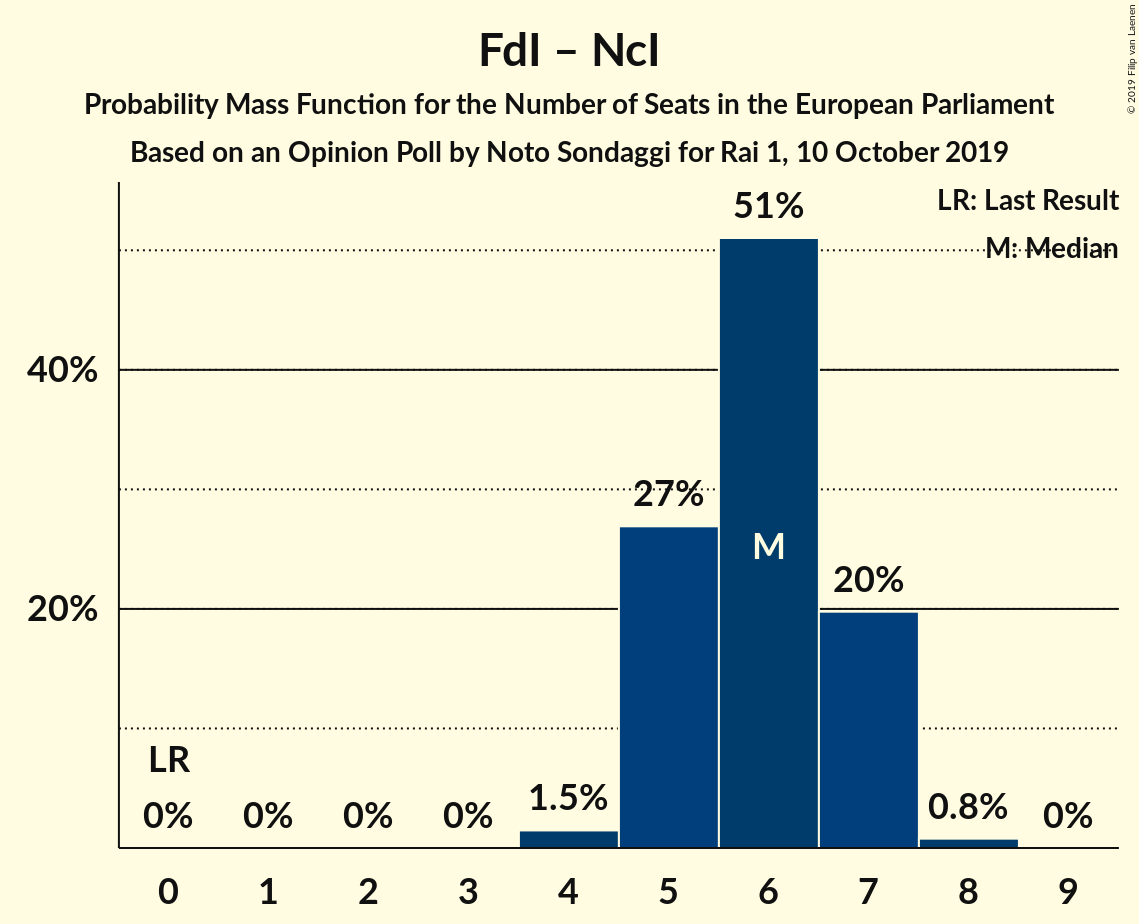 FdI – NcI
Probability Mass Function for the Number of Seats in the European Parliament
Based on an Opinion Poll by Noto Sondaggi for Rai 1, 10 October 2019
© 2019 Filip van Laenen
LR: Last Result
M: Median
51%
40%
27%
M
20%
20%
LR
0%
0%
0%
0%
1.5%
0.8%
0%
0 1 2 3 4 5 6 7 8 9